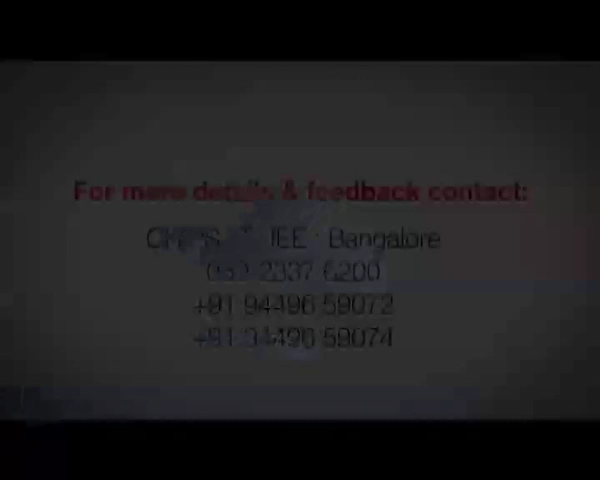 For more details & feedback contact:
Bangalore
2337 6200
+91 94496 59072
+91 94496 59074